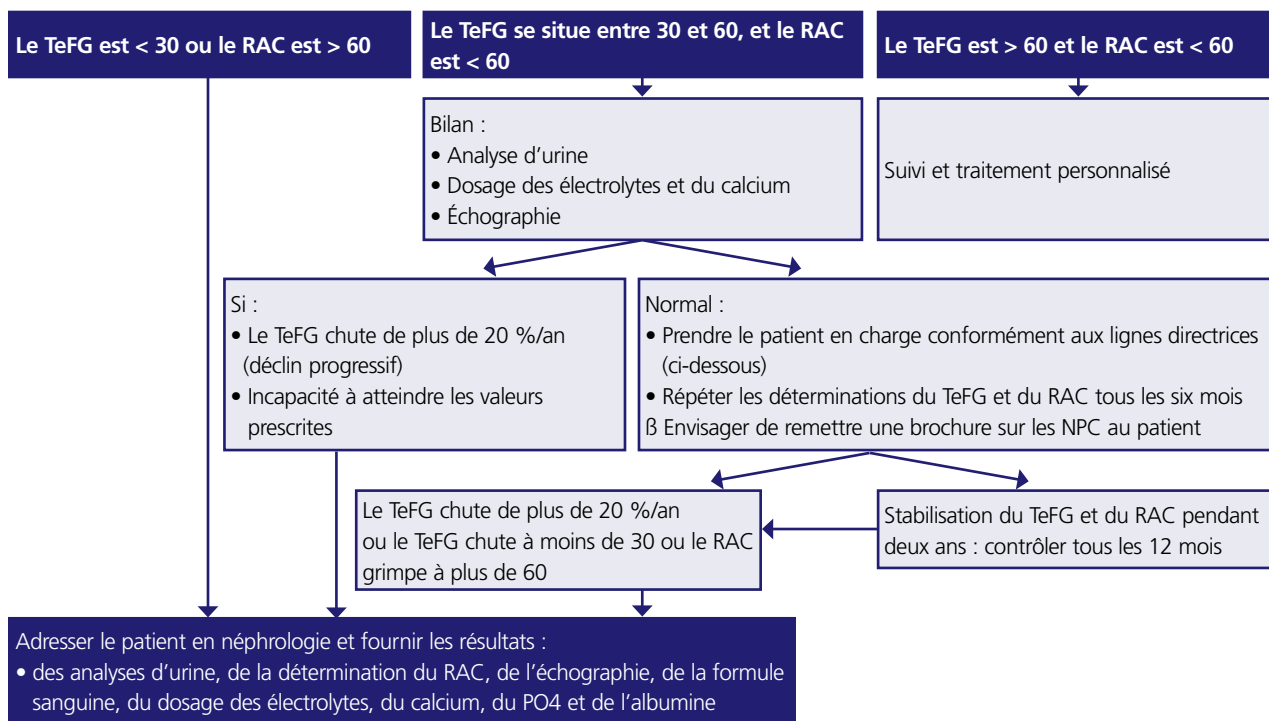 Le TeFG est < 30 ou le RAC est > 60
Le TeFG se situe entre 30 et 60, et le RAC
est < 60
Le TeFG est > 60 et le RAC est < 60
Bilan :
• Analyse d'urine
• Dosage des électrolytes et du calcium
• Échographie
Suivi et traitement personnalisé
Si :
• Le TeFG chute de plus de 20 %/an
(déclin progressif)
• Incapacité à atteindre les valeurs
prescrites
Normal :
• Prendre le patient en charge conformément aux lignes directrices
(ci-dessous)
• Répéter les déterminations du TeFG et du RAC tous les six mois
ß Envisager de remettre une brochure sur les NPC au patient
Le TeFG chute de plus de 20 %/an
ou le TeFG chute à moins de 30 ou le RAC
grimpe à plus de 60
Stabilisation du TeFG et du RAC pendant
deux ans : contrôler tous les 12 mois
Adresser le patient en néphrologie et fournir les résultats :
• des analyses d'urine, de la détermination du RAC, de l'échographie, de la formule
sanguine, du dosage des électrolytes, du calcium, du PO4 et de l'albumine